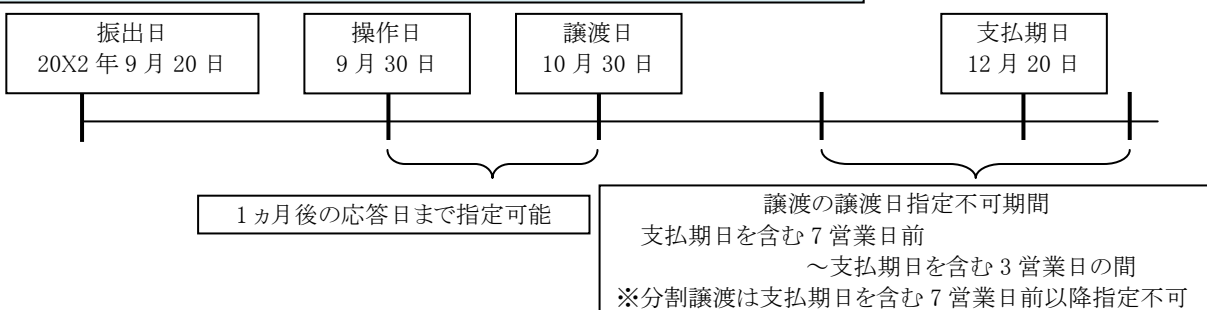 振出日
20X2 年 9 月 20 日
操作日
9 月 30 日
譲渡日
10 月 30 日
支払期日
12 月 20 日
1 ヵ月後の応答日まで指定可能
譲渡の譲渡日指定不可期間
支払期日を含む 7 営業日前
～支払期日を含む 3 営業日の間
※分割譲渡は支払期日を含む 7 営業日前以降指定不可